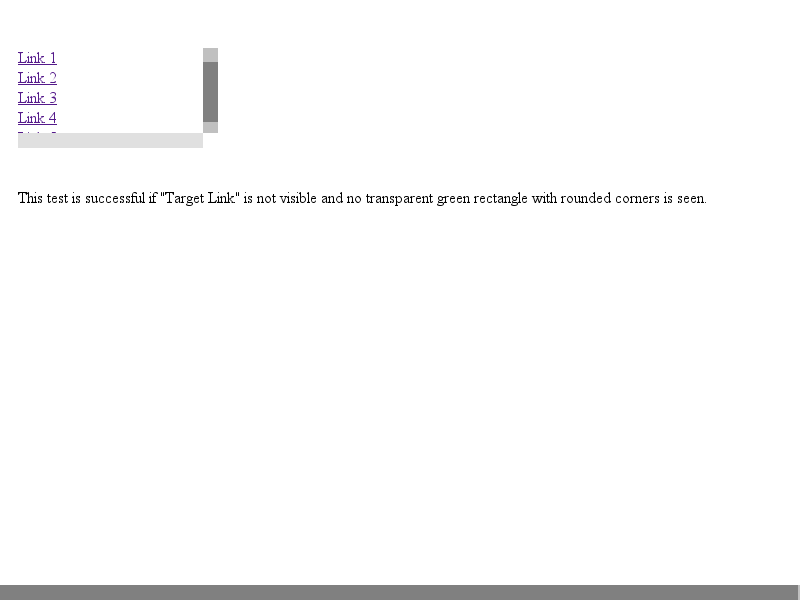 Link 1
Link 2
Link 3
Link 4
This test is successful if "Target Link" is not visible and no transparent green rectangle with rounded corners is seen.